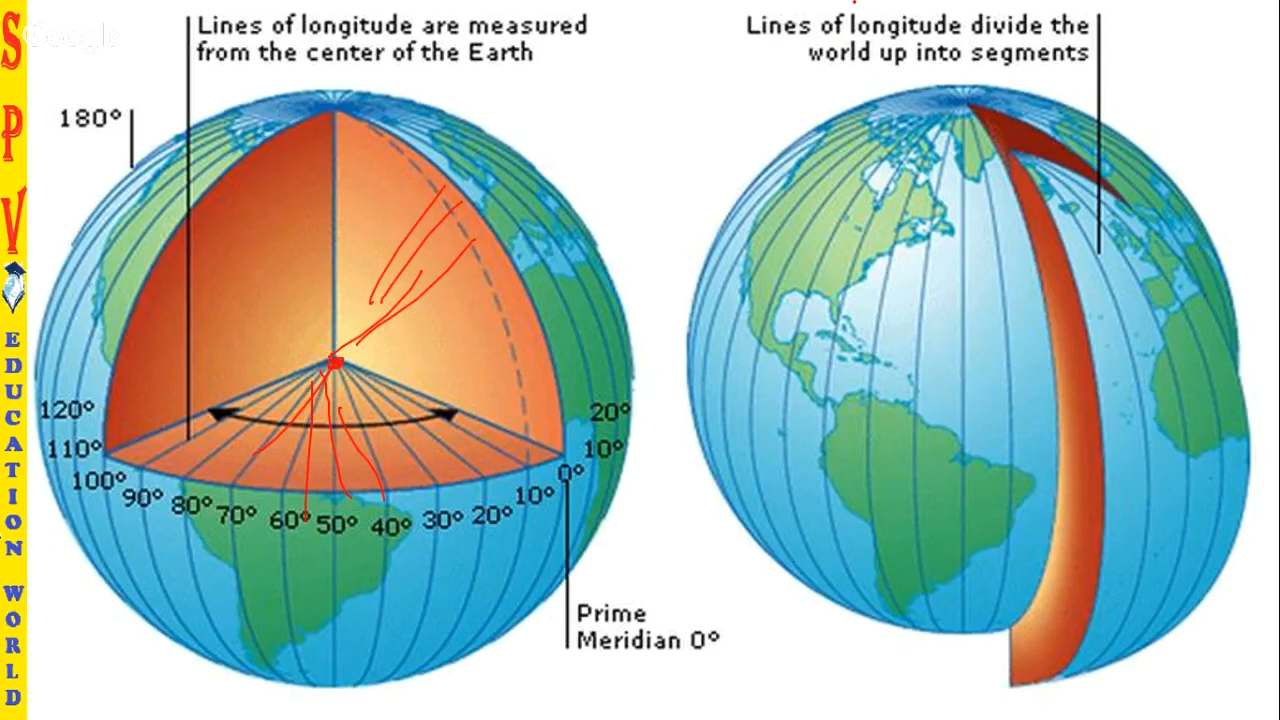 S
P
V
EDUCATION
WORLD
Google
Lines of longitude are measured
from the center of the Earth
180°
120°
110°
100°
90°
80°
70°
60°
50°
40°
30°
20°
10°
0°
10°
20°
Prime
Meridian 0°
Lines of longitude divide the
world up into segments